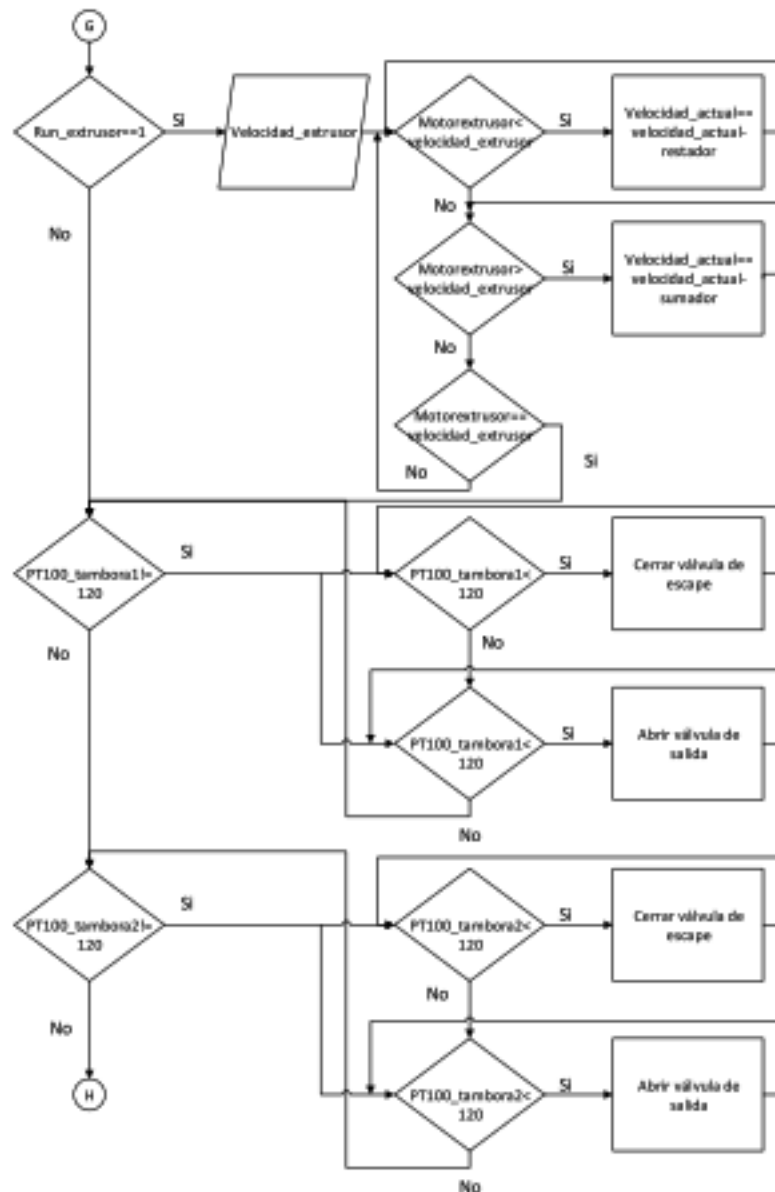 G
Run_extrusor==1
Si
Velocidad_extrusor
Motorextrusor<
velocidad_extrusor
Si
Velocidad_actual==
velocidad_actual-
restador
No
No
Motorextrusor>
velocidad_extrusor
Si
Velocidad_actual==
velocidad_actual-
sumador
No
Motorextrusor==
velocidad_extrusor
No
Si
PT100_tambora1!=
120
Si
PT100_tambora1<
120
Si
Cerrar válvula de
escape
No
No
PT100_tambora1<
120
Si
Abrir válvula de
salida
No
PT100_tambora2!=
120
Si
PT100_tambora2<
120
Si
Cerrar válvula de
escape
No
No
H
PT100_tambora2<
120
Si
Abrir válvula de
salida
No